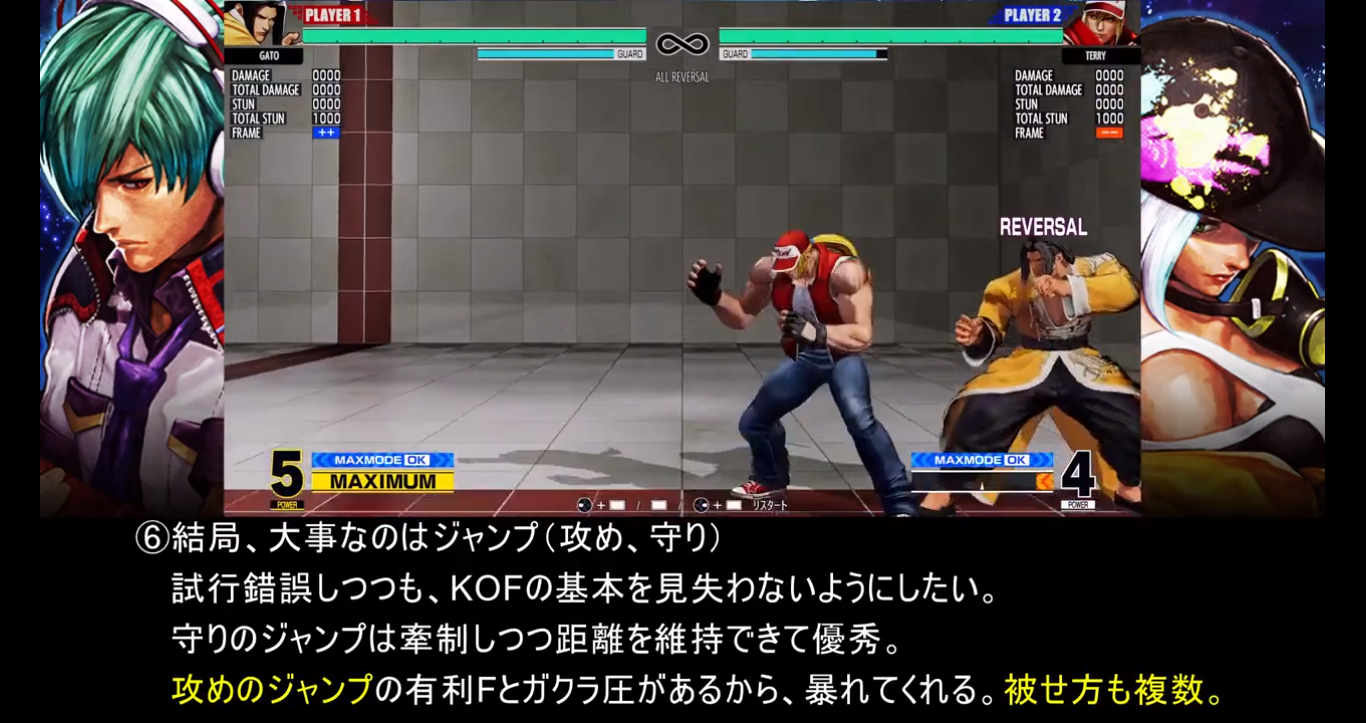 PLAYER 1
PLAYER 2
GATO
GUARD
GUARD
TERRY
ALL REVERSAL
DAMAGE 0000
TOTAL DAMAGE 0000
STUN 0000
TOTAL STUN 1000
FRAME ++
DAMAGE 0000
TOTAL DAMAGE 0000
STUN 0000
TOTAL STUN 1000
FRAME --
REVERSAL
5
POWER
MAXMODE OK
MAXIMUM
MAXMODE OK
4
POWER
+ / / + リスタート
⑥結局、大事なのはジャンプ（攻め、守り）
試行錯誤しつつも、KOFの基本を見失わないようにしたい。
守りのジャンプは牽制しつつ距離を維持できて優秀。
攻めのジャンプの有利Fとガクラ圧があるから、暴れてくれる。被せ方も複数。